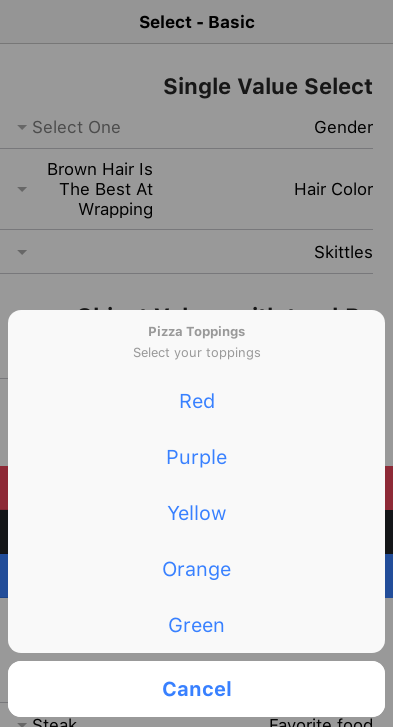 Select - Basic
Single Value Select
Select One
Gender
Brown Hair Is
The Best At
Wrapping
Hair Color
Skittles
Pizza Toppings
Select your toppings
Red
Purple
Yellow
Orange
Green
Cancel
Steak
Favorite food